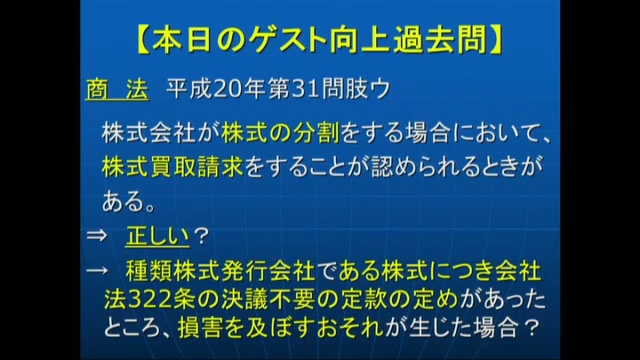 【本日のゲスト向上過去問】
商 法 平成20年第31問肢ウ
株式会社が株式の分割をする場合において、
株式買取請求をすることが認められるときが
ある。
⇒ 正しい？
→ 種類株式発行会社である株式につき会社
法322条の決議不要の定款の定めがあった
ところ、損害を及ぼすおそれが生じた場合？